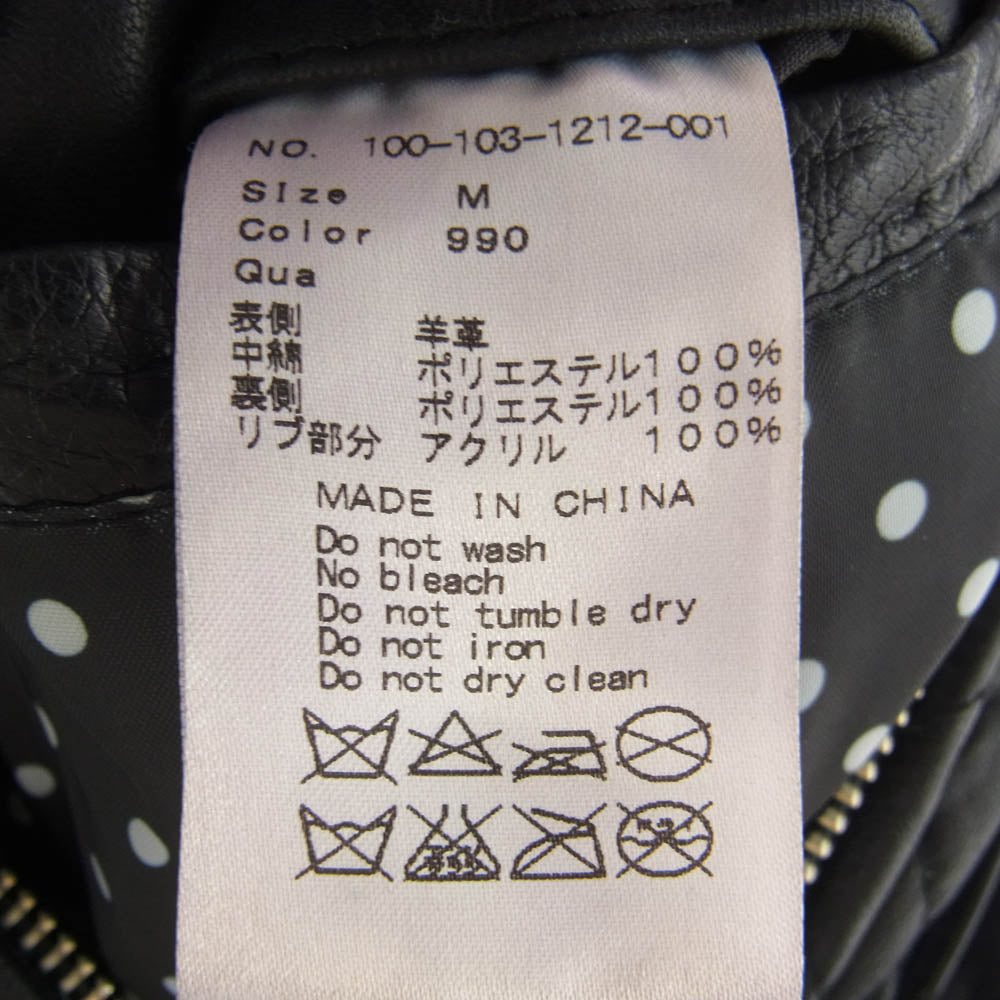 NO. 100-103-1212-001
Size M
Color 990
Qua
表側 羊革
中綿 ポリエステル100%
裏側 ポリエステル100%
リブ部分 アクリル 100%
MADE IN CHINA
Do not wash
No bleach
Do not tumble dry
Do not iron
Do not dry clean